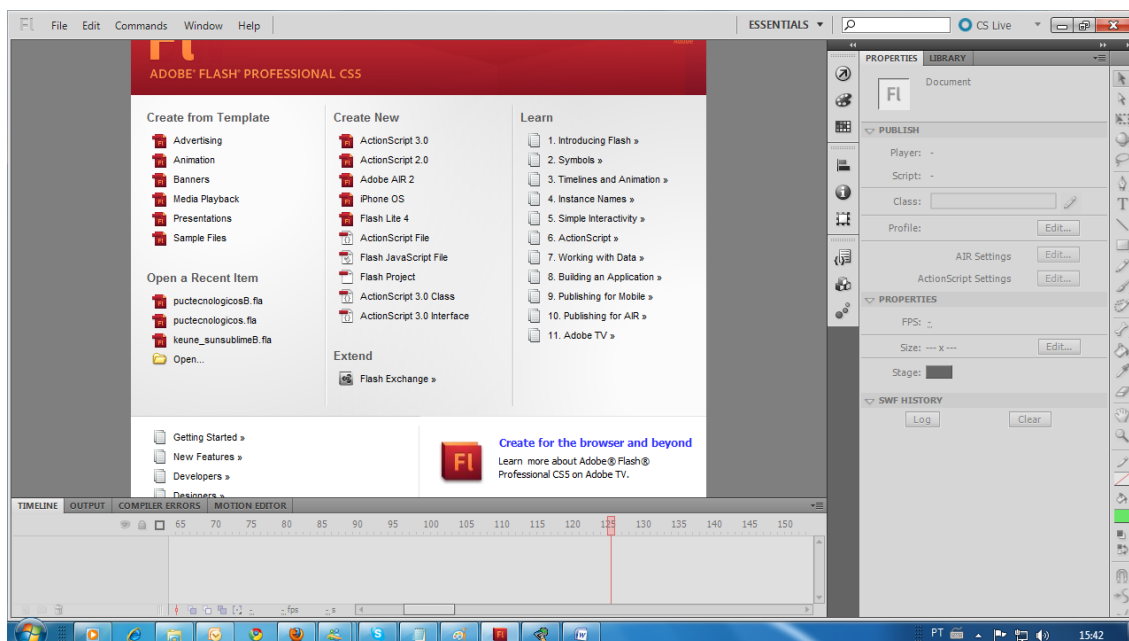 Fl File Edit Commands Window Help ESSENTIALS CS Live
ADOBE® FLASH® PROFESSIONAL CS5
Create from Template
Advertising
Animation
Banners
Media Playback
Presentations
Sample Files
Open a Recent Item
puctecnologicosB.fla
puctecnologicos.fla
keune_sunsublimeB.fla
Open...
Create New
ActionScript 3.0
ActionScript 2.0
Adobe AIR 2
iPhone OS
Flash Lite 4
ActionScript File
Flash JavaScript File
Flash Project
ActionScript 3.0 Class
ActionScript 3.0 Interface
Extend
Flash Exchange »
Learn
1. Introducing Flash »
2. Symbols »
3. Timelines and Animation »
4. Instance Names »
5. Simple Interactivity »
6. ActionScript »
7. Working with Data »
8. Building an Application »
9. Publishing for Mobile »
10. Publishing for AIR »
11. Adobe TV »
Getting Started »
New Features »
Developers »
Designers »
Fl
Create for the browser and beyond
Learn more about Adobe® Flash®
Professional CS5 on Adobe TV.
PROPERTIES LIBRARY
Fl Document
PUBLISH
Player: -
Script: -
Class:
Profile: Edit...
AIR Settings Edit...
ActionScript Settings Edit...
PROPERTIES
FPS: -
Size: --- x --- Edit...
Stage:
SWF HISTORY
Log Clear
TIMELINE OUTPUT COMPILER ERRORS MOTION EDITOR
65 70 75 80 85 90 95 100 105 110 115 120 125 130 135 140 145 150
- - fps - s
PT 15:42